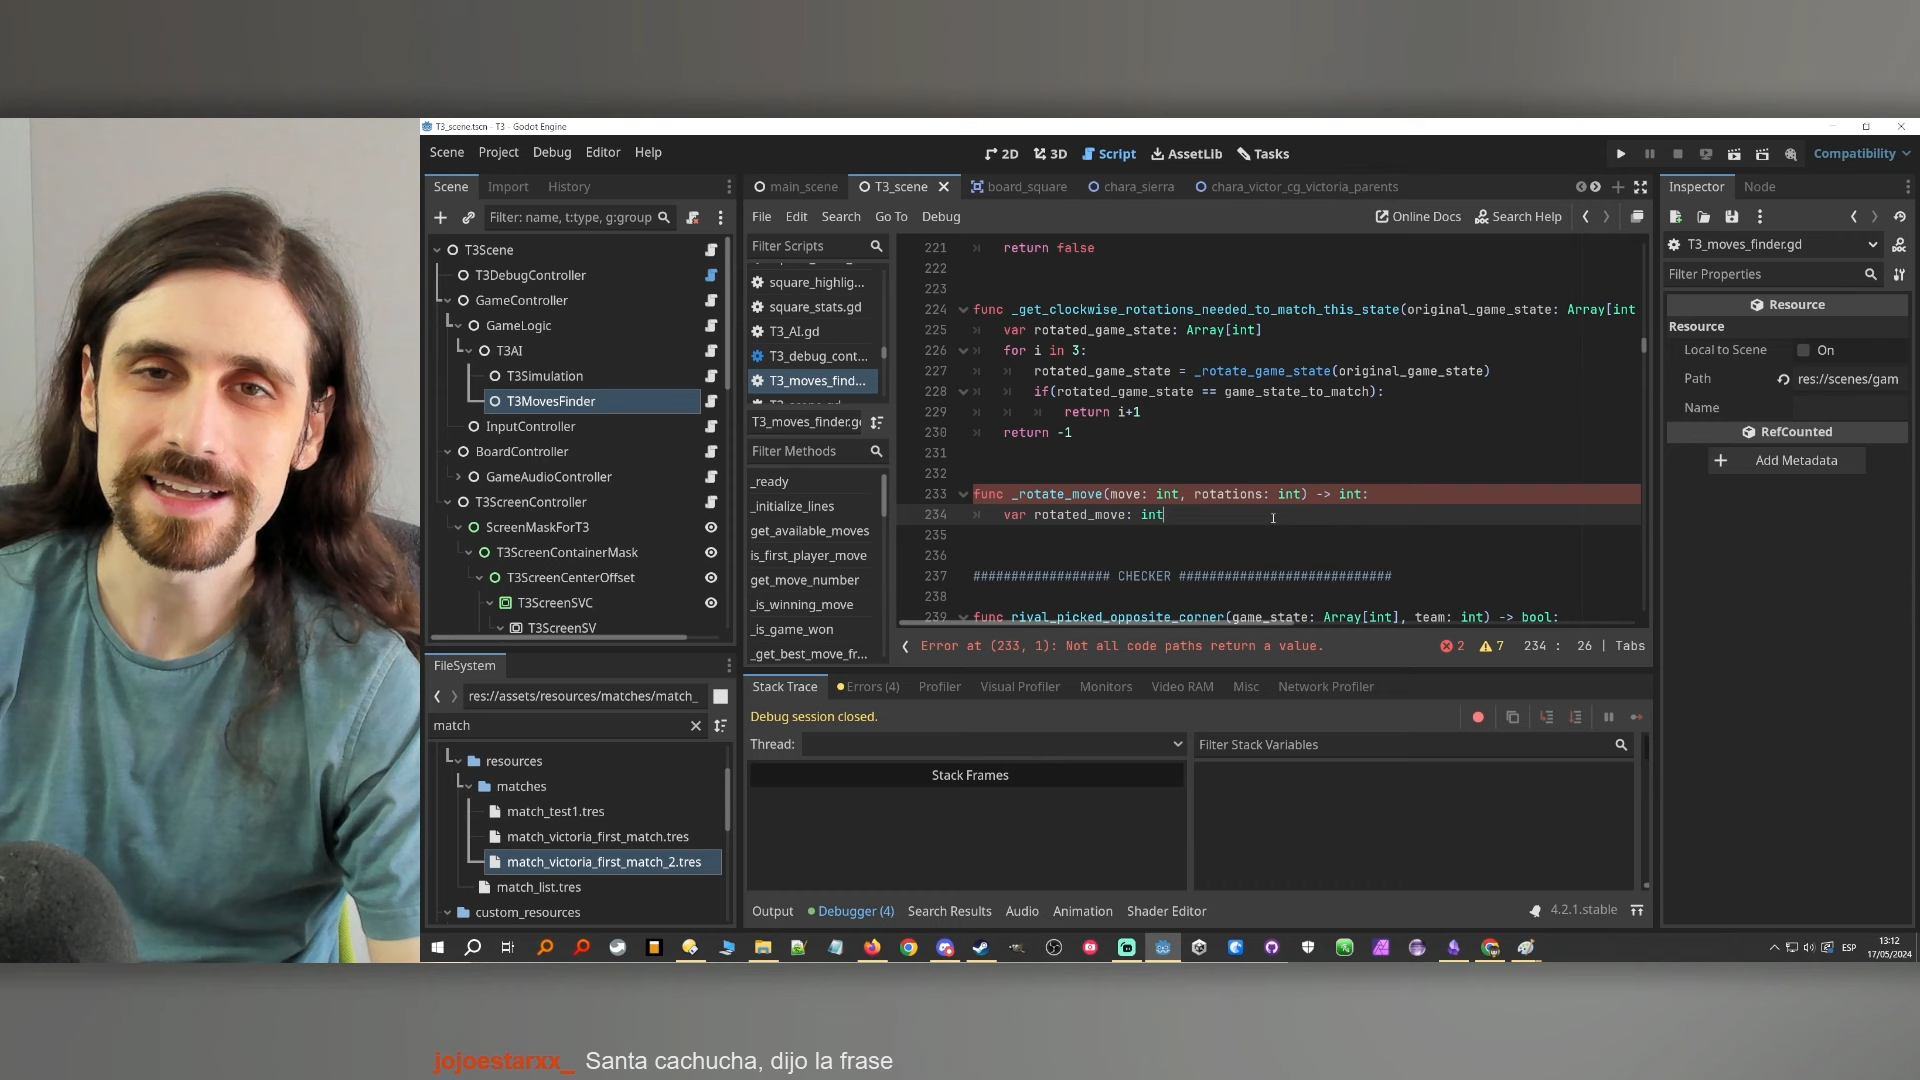 T3_scene.tscn - T3 - Godot Engine
Scene Project Debug Editor Help
2D 3D Script AssetLib Tasks
Compatibility
Scene Import History
main_scene T3_scene board_square chara_sierra chara_victor_cg_victoria_parents
Inspector Node
Filter: name, t:type, g:group
File Edit Search Go To Debug
Online Docs Search Help
T3Scene
T3DebugController
GameController
GameLogic
T3AI
T3Simulation
T3MovesFinder
InputController
BoardController
GameAudioController
T3ScreenController
ScreenMaskForT3
T3ScreenContainerMask
T3ScreenCenterOffset
T3ScreenSVC
T3ScreenSV
Filter Scripts
square_highlig...
square_stats.gd
T3_AI.gd
T3_debug_cont...
T3_moves_find...
T3_moves_finder.g
Filter Methods
_ready
_initialize_lines
get_available_moves
is_first_player_move
get_move_number
_is_winning_move
_is_game_won
_get_best_move_fr...
221 return false
222
223
224 func _get_clockwise_rotations_needed_to_match_this_state(original_game_state: Array[int
225 var rotated_game_state: Array[int]
226 for i in 3:
227 rotated_game_state = _rotate_game_state(original_game_state)
228 if(rotated_game_state == game_state_to_match):
229 return i+1
230 return -1
231
232
233 func _rotate_move(move: int, rotations: int) -> int:
234 var rotated_move: int
235
236
237 ################## CHECKER ############################
238
239 func rival_picked_opposite_corner(game_state: Array[int], team: int) -> bool:
Error at (233, 1): Not all code paths return a value.
2 7 234 : 26 | Tabs
T3_moves_finder.gd
Filter Properties
Resource
Resource
Local to Scene On
Path res://scenes/gam
Name
RefCounted
Add Metadata
FileSystem
res://assets/resources/matches/match_
match
resources
matches
match_test1.tres
match_victoria_first_match.tres
match_victoria_first_match_2.tres
match_list.tres
custom_resources
Stack Trace Errors (4) Profiler Visual Profiler Monitors Video RAM Misc Network Profiler
Debug session closed.
Thread:
Filter Stack Variables
Stack Frames
Output Debugger (4) Search Results Audio Animation Shader Editor
4.2.1.stable
ESP
13:12
17/05/2024
jojoestarxx_ Santa cachucha, dijo la frase